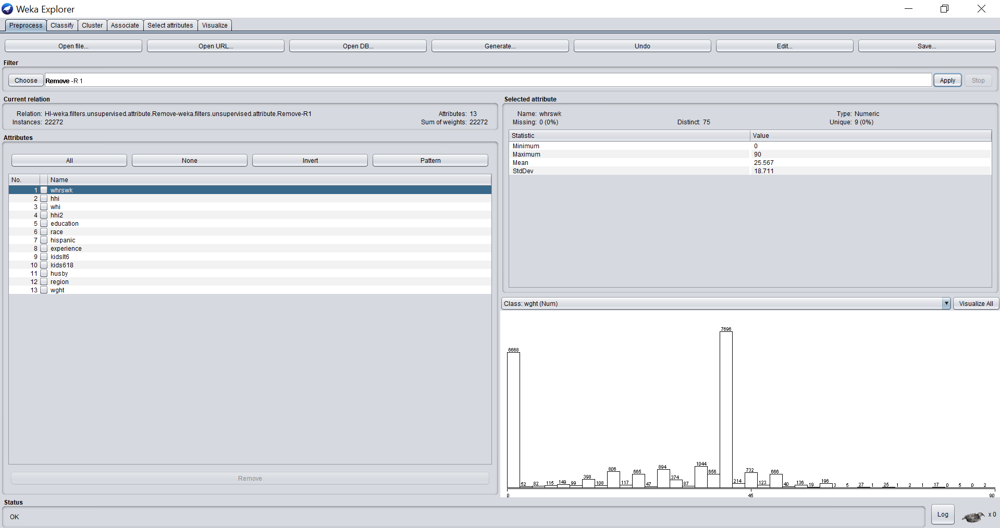 Weka Explorer
Preprocess Classify Cluster Associate Select attributes Visualize
Open file... Open URL... Open DB... Generate... Undo Edit... Save...
Filter
Choose Remove -R 1 Apply Stop
Current relation
Relation: HI-weka.filters.unsupervised.attribute.Remove-weka.filters.unsupervised.attribute.Remove-R1 Attributes: 13
Instances: 22272 Sum of weights: 22272
Attributes
All None Invert Pattern
No. Name
1 whrswk
2 hhi
3 whi
4 hhi2
5 education
6 race
7 hispanic
8 experience
9 kidslt6
10 kids618
11 husby
12 region
13 wght
Remove
Selected attribute
Name: whrswk Type: Numeric
Missing: 0 (0%) Distinct: 75 Unique: 9 (0%)
Statistic Value
Minimum 0
Maximum 90
Mean 25.567
StdDev 18.711
Class: wght (Num) Visualize All
6668 52 82 115 149 99 398 108 806 117 665 47 894 374 87 1044 656 7696 214 732 123 666 40 136 19 196 3 5 27 1 25 1 2 1 17 0 5 0 2
0 45 90
Status
OK
Log x 0